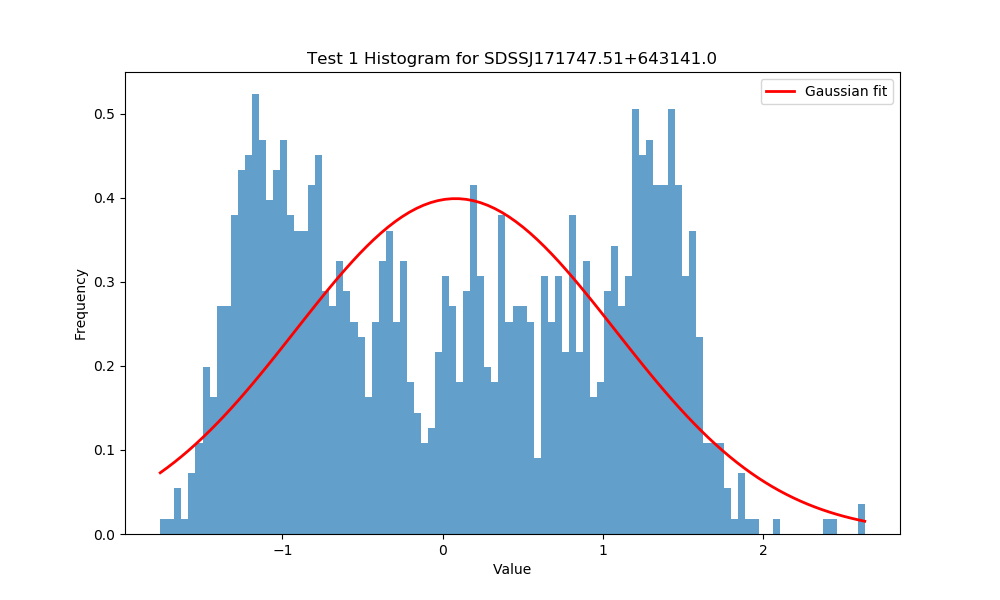 Test 1 Histogram for SDSSJ171747.51+643141.0
Gaussian fit
0.5
0.4
0.3
0.2
0.1
0.0
Frequency
−1
0
1
2
Value